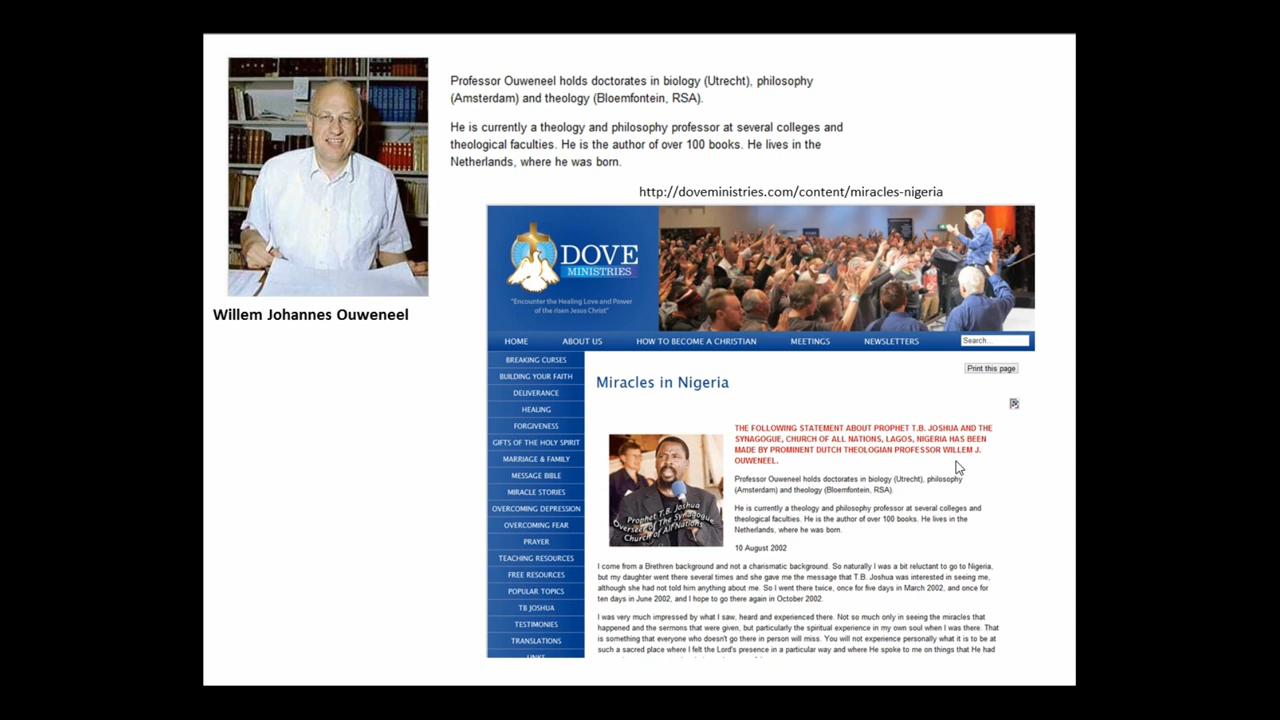 Professor Ouweneel holds doctorates in biology (Utrecht), philosophy
(Amsterdam) and theology (Bloemfontein, RSA).
He is currently a theology and philosophy professor at several colleges and
theological faculties. He is the author of over 100 books. He lives in the
Netherlands, where he was born.
http://doveministries.com/content/miracles-nigeria
Willem Johannes Ouweneel
DOVE
MINISTRIES
"Encounter the Healing Love and Power
of the risen Jesus Christ"
HOME ABOUT US HOW TO BECOME A CHRISTIAN MEETINGS NEWSLETTERS Search...
BREAKING CURSES
BUILDING YOUR FAITH
DELIVERANCE
HEALING
FORGIVENESS
GIFTS OF THE HOLY SPIRIT
MARRIAGE & FAMILY
MESSAGE BIBLE
MIRACLE STORIES
OVERCOMING DEPRESSION
OVERCOMING FEAR
PRAYER
TEACHING RESOURCES
FREE RESOURCES
POPULAR TOPICS
TB JOSHUA
TESTIMONIES
TRANSLATIONS
LINKS
Print this page
Miracles in Nigeria
Prophet T.B. Joshua
Overseer of The Synagogue
Church of All Nations
THE FOLLOWING STATEMENT ABOUT PROPHET T.B. JOSHUA AND THE
SYNAGOGUE, CHURCH OF ALL NATIONS, LAGOS, NIGERIA HAS BEEN
MADE BY PROMINENT DUTCH THEOLOGIAN PROFESSOR WILLEM J.
OUWENEEL.
Professor Ouweneel holds doctorates in biology (Utrecht), philosophy
(Amsterdam) and theology (Bloemfontein, RSA).
He is currently a theology and philosophy professor at several colleges and
theological faculties. He is the author of over 100 books. He lives in the
Netherlands, where he was born.
10 August 2002
I come from a Brethren background and not a charismatic background. So naturally I was a bit reluctant to go to Nigeria,
but my daughter went there several times and she gave me the message that T.B. Joshua was interested in seeing me,
although she had not told him anything about me. So I went there twice, once for five days in March 2002, and once for
ten days in June 2002, and I hope to go there again in October 2002.
I was very much impressed by what I saw, heard and experienced there. Not so much only in seeing the miracles that
happened and the sermons that were given, but particularly the spiritual experience in my own soul when I was there. That
is something that everyone who doesn't go there in person will miss. You will not experience personally what it is to be at
such a sacred place where I felt the Lord's presence in a particular way and where He spoke to me on things that He had